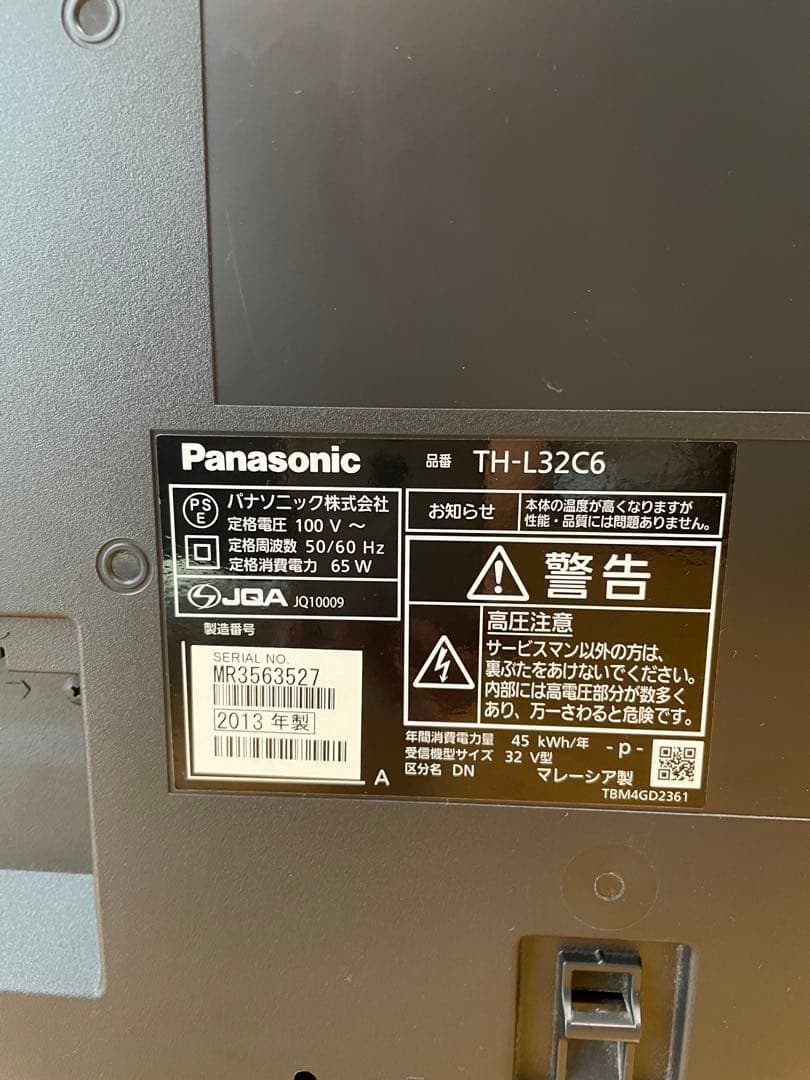 Panasonic 品番 TH-L32C6
PS
E
パナソニック株式会社
定格電圧 100 V ～
定格周波数 50/60 Hz
定格消費電力 65 W
JQA JQ10009
製造番号
SERIAL NO.
MR3563527
2013 年製
A
お知らせ
本体の温度が高くなりますが
性能・品質には問題ありません。
警告
高圧注意
サービスマン以外の方は、
裏ぶたをあけないでください。
内部には高電圧部分が数多く
あり、万一さわると危険です。
年間消費電力量 45 kWh/年 - p -
受信機型サイズ 32 V型
区分名 DN マレーシア製
TBM4GD2361